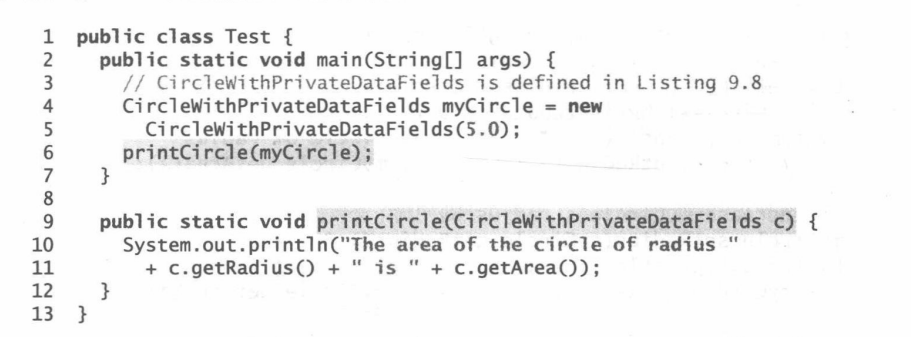 1 public class Test {
2 public static void main(String[] args) {
3 // CircleWithPrivateDataFields is defined in Listing 9.8
4 CircleWithPrivateDataFields myCircle = new
5 CircleWithPrivateDataFields(5.0);
6 printCircle(myCircle);
7 }
8
9 public static void printCircle(CircleWithPrivateDataFields c) {
10 System.out.println("The area of the circle of radius "
11 + c.getRadius() + " is " + c.getArea());
12 }
13 }